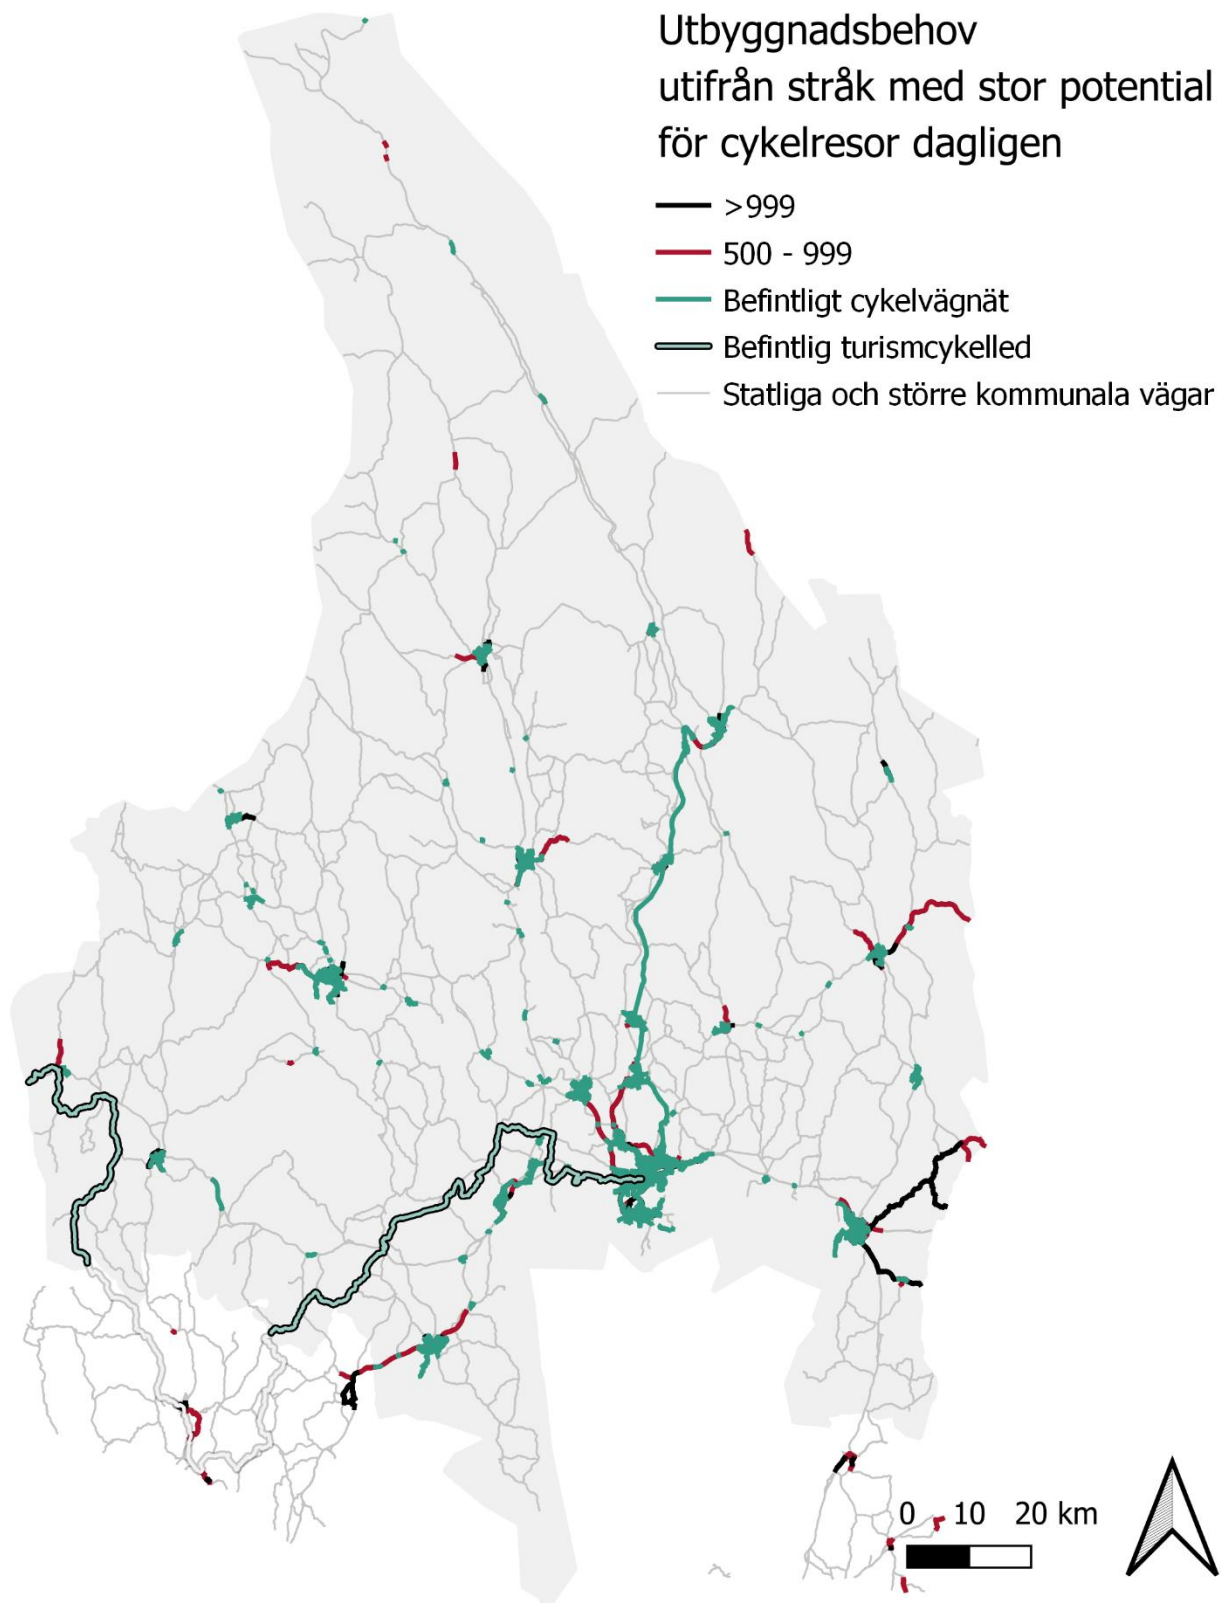 Utbyggnadsbehov
utifrån stråk med stor potential
för cykelresor dagligen
>999
500 - 999
Befintligt cykelvägnät
Befintlig turismcykelled
Statliga och större kommunala vägar
0 10 20 km